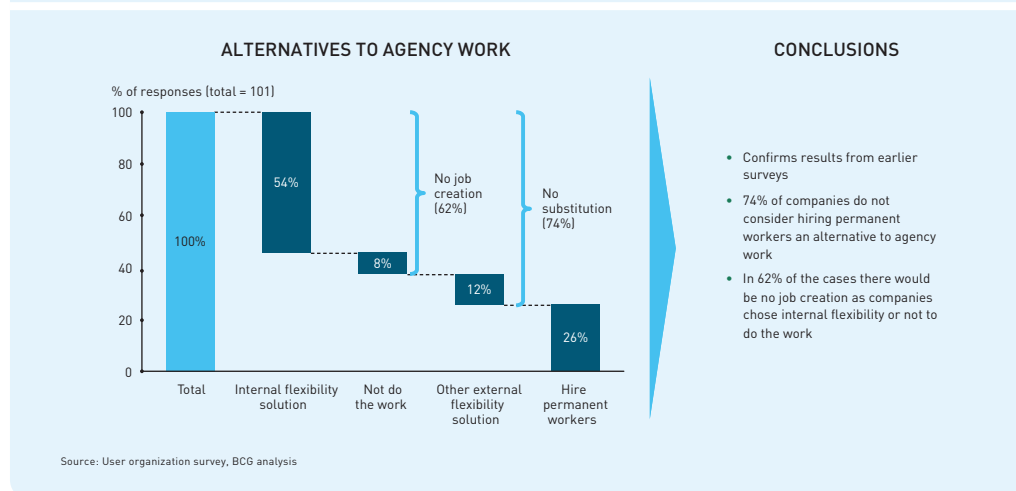 ALTERNATIVES TO AGENCY WORK
% of responses (total = 101)
100
80
60
40
20
0
100%
54%
8%
12%
26%
No job
creation
(62%)
No
substitution
(74%)
Total
Internal flexibility
solution
Not do
the work
Other external
flexibility
solution
Hire
permanent
workers
CONCLUSIONS
• Confirms results from earlier
surveys
• 74% of companies do not
consider hiring permanent
workers an alternative to agency
work
• In 62% of the cases there would
be no job creation as companies
chose internal flexibility or not to
do the work
Source: User organization survey, BCG analysis